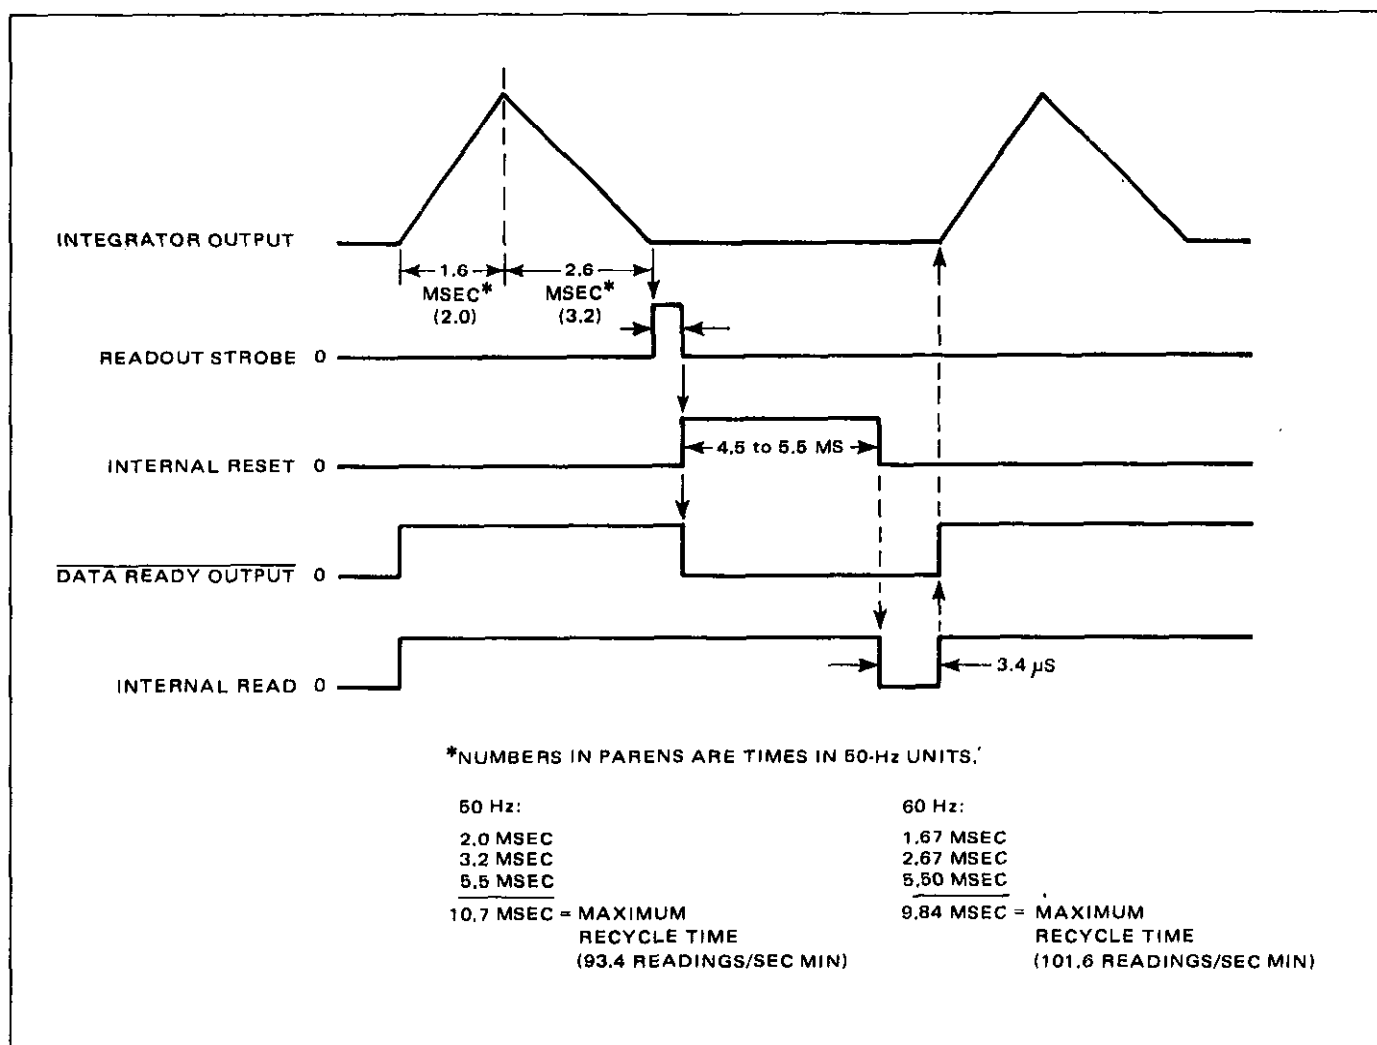 INTEGRATOR OUTPUT
1.6 MSEC* (2.0)
2.6 MSEC* (3.2)
READOUT STROBE 0
INTERNAL RESET 0
4.5 to 5.5 MS
DATA READY OUTPUT 0
INTERNAL READ 0
3.4 µS
*NUMBERS IN PARENS ARE TIMES IN 50-Hz UNITS.
50 Hz:
2.0 MSEC
3.2 MSEC
5.5 MSEC
10.7 MSEC = MAXIMUM
RECYCLE TIME
(93.4 READINGS/SEC MIN)
60 Hz:
1.67 MSEC
2.67 MSEC
5.50 MSEC
9.84 MSEC = MAXIMUM
RECYCLE TIME
(101.6 READINGS/SEC MIN)